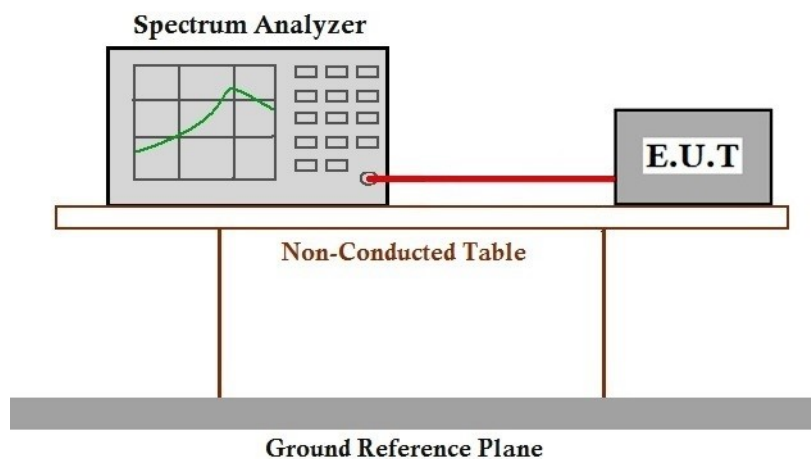 Spectrum Analyzer
E.U.T
Non-Conducted Table
Ground Reference Plane